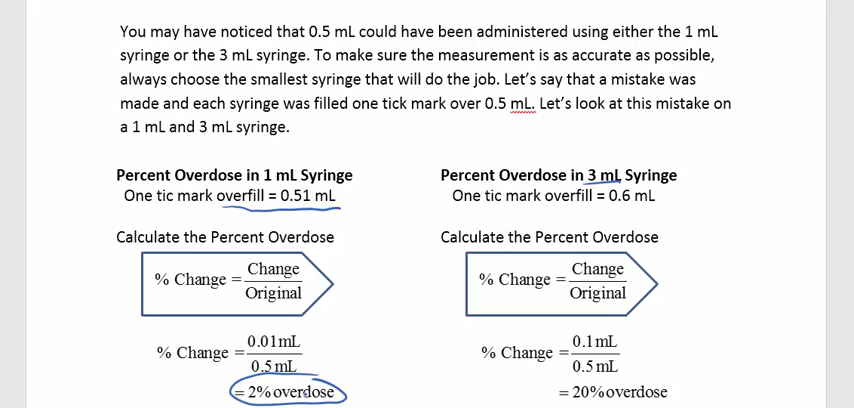 You may have noticed that 0.5 mL could have been administered using either the 1 mL
syringe or the 3 mL syringe. To make sure the measurement is as accurate as possible,
always choose the smallest syringe that will do the job. Let's say that a mistake was
made and each syringe was filled one tick mark over 0.5 mL. Let's look at this mistake on
a 1 mL and 3 mL syringe.
Percent Overdose in 1 mL Syringe
One tic mark overfill = 0.51 mL
Calculate the Percent Overdose
% Change = Change / Original
% Change = 0.01mL / 0.5mL
= 2% overdose
Percent Overdose in 3 mL Syringe
One tic mark overfill = 0.6 mL
Calculate the Percent Overdose
% Change = Change / Original
% Change = 0.1mL / 0.5mL
= 20% overdose